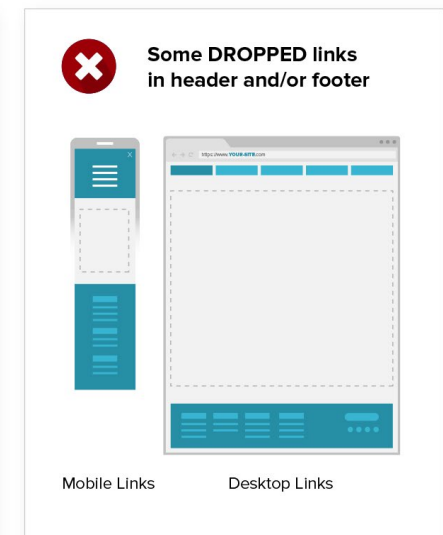 Some DROPPED links
in header and/or footer
X
https://www.YOUR-SITE.com
Mobile Links
Desktop Links